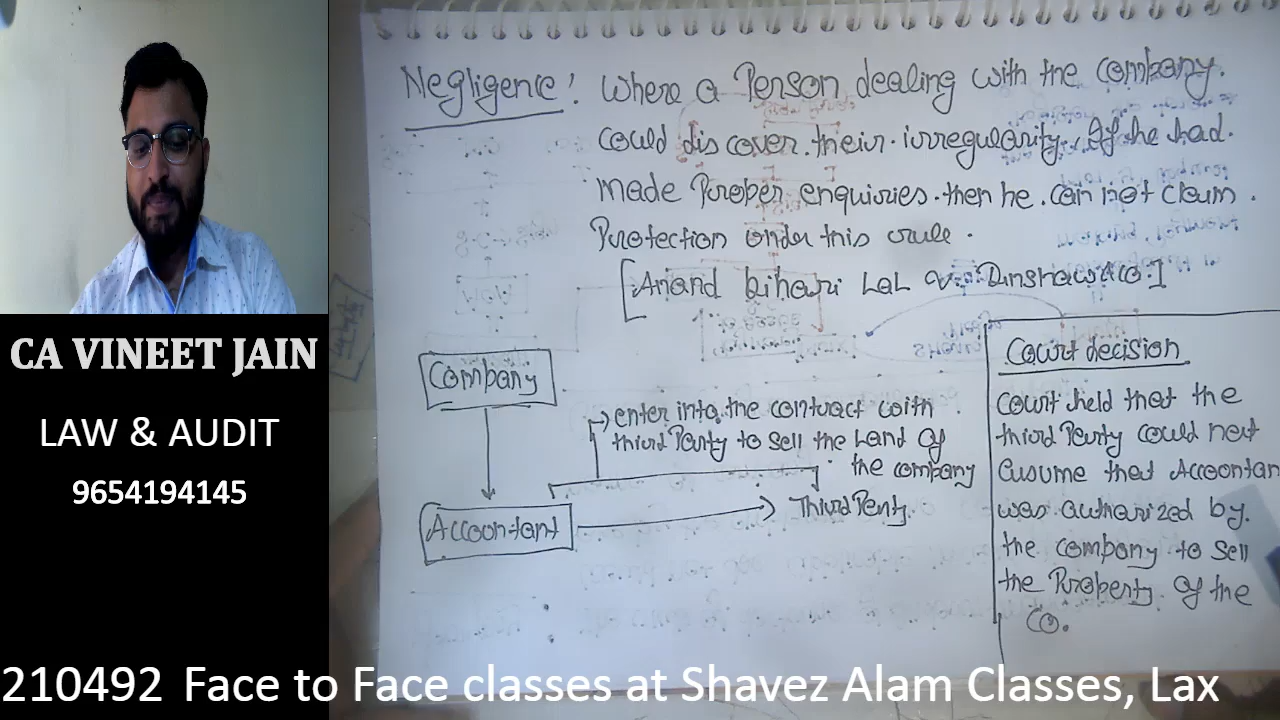 Negligence: Where a Person dealing with the company.
could discover their irregularity. If he had.
made Proper enquiries. then he can not claim.
Protection under this rule.
[Anand bihari Lal v. Dinshaw & Co.]
Company
Accountant
→ enter into the contract with
third Party to sell the Land of
the company
Third Party
Court decision
Court held that the
third Party could not
assume that Accountan
was autharized by.
the company to sell
the Property of the
CO.
CA VINEET JAIN
LAW & AUDIT
9654194145
210492 Face to Face classes at Shavez Alam Classes, Lax